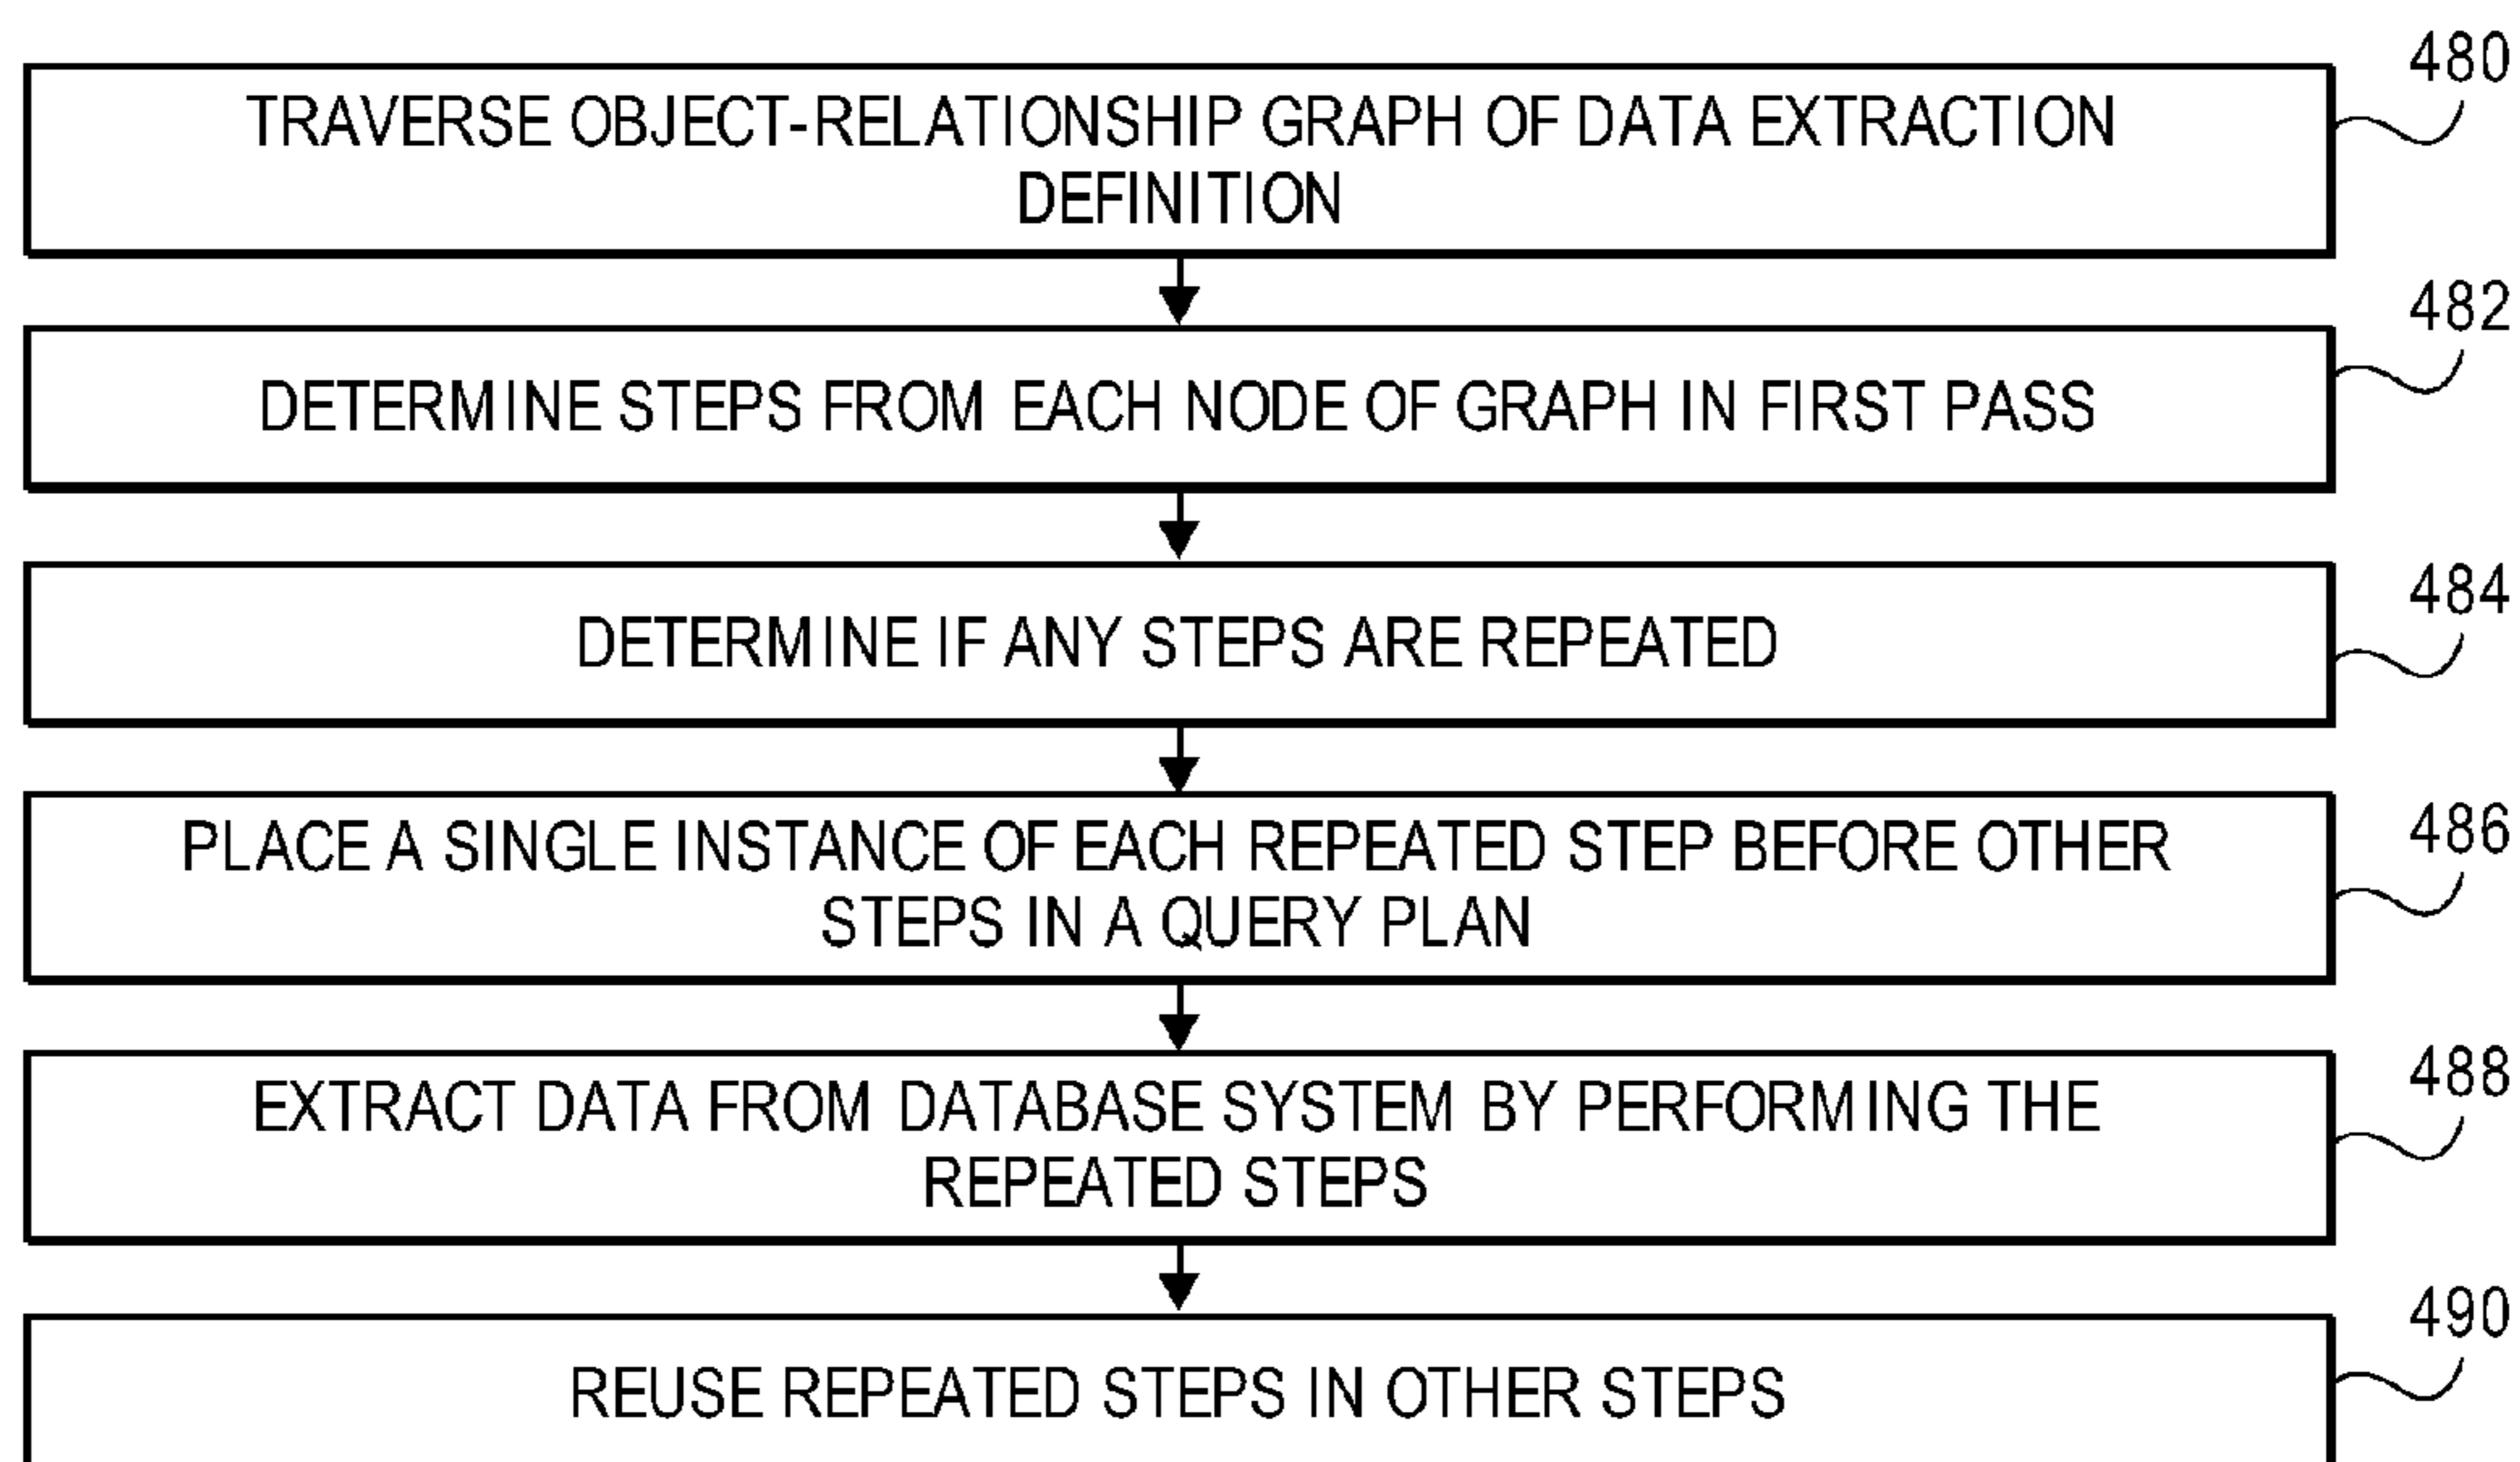 480
TRAVERSE OBJECT-RELATIONSHIP GRAPH OF DATA EXTRACTION
DEFINITION
482
DETERMINE STEPS FROM EACH NODE OF GRAPH IN FIRST PASS
484
DETERMINE IF ANY STEPS ARE REPEATED
486
PLACE A SINGLE INSTANCE OF EACH REPEATED STEP BEFORE OTHER
STEPS IN A QUERY PLAN
488
EXTRACT DATA FROM DATABASE SYSTEM BY PERFORMING THE
REPEATED STEPS
490
REUSE REPEATED STEPS IN OTHER STEPS